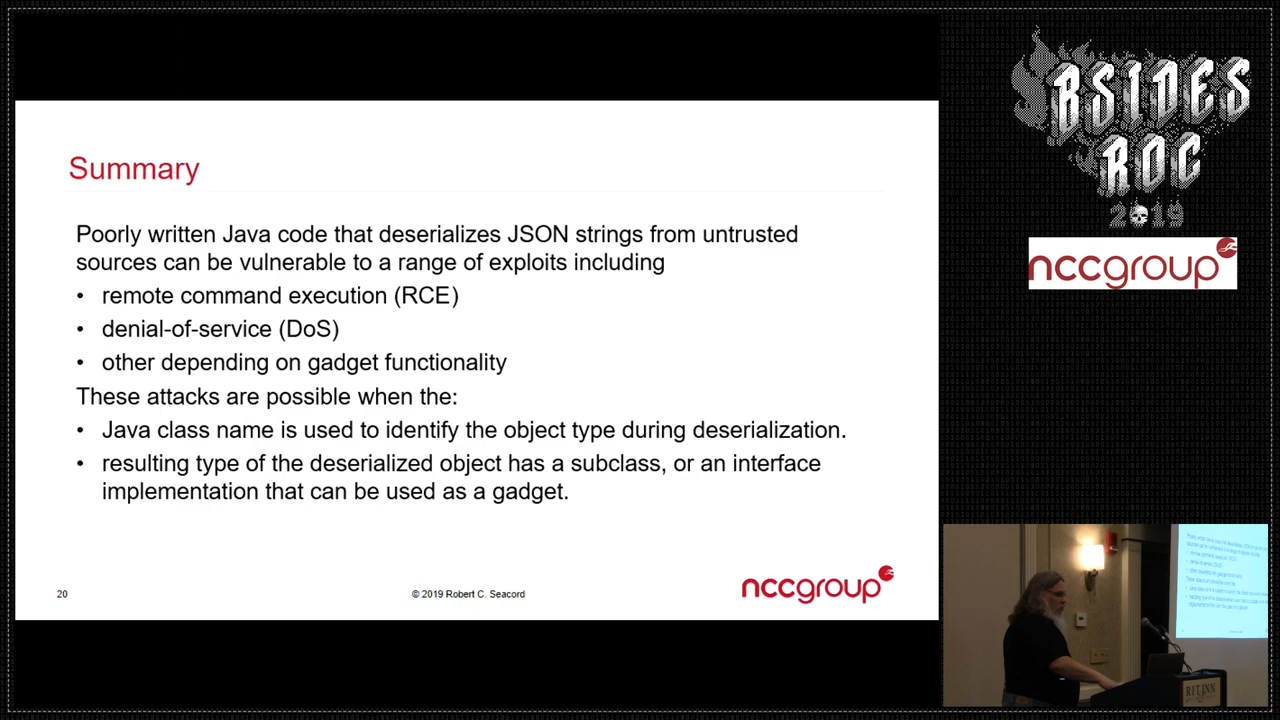 Summary
Poorly written Java code that deserializes JSON strings from untrusted
sources can be vulnerable to a range of exploits including
• remote command execution (RCE)
• denial-of-service (DoS)
• other depending on gadget functionality
These attacks are possible when the:
• Java class name is used to identify the object type during deserialization.
• resulting type of the deserialized object has a subclass, or an interface
implementation that can be used as a gadget.
20
© 2019 Robert C. Seacord
nccgroup
BSIDES
ROC
2019
nccgroup
RIT INN